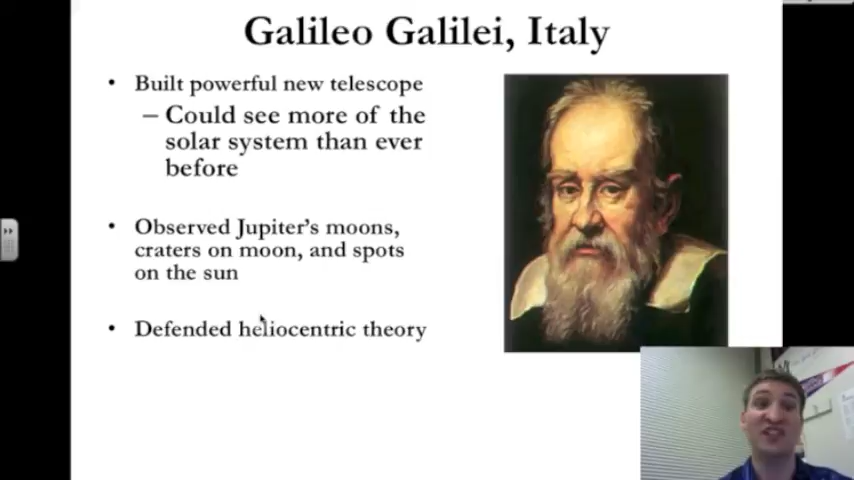 Galileo Galilei, Italy
• Built powerful new telescope
– Could see more of the
solar system than ever
before
• Observed Jupiter's moons,
craters on moon, and spots
on the sun
• Defended heliocentric theory